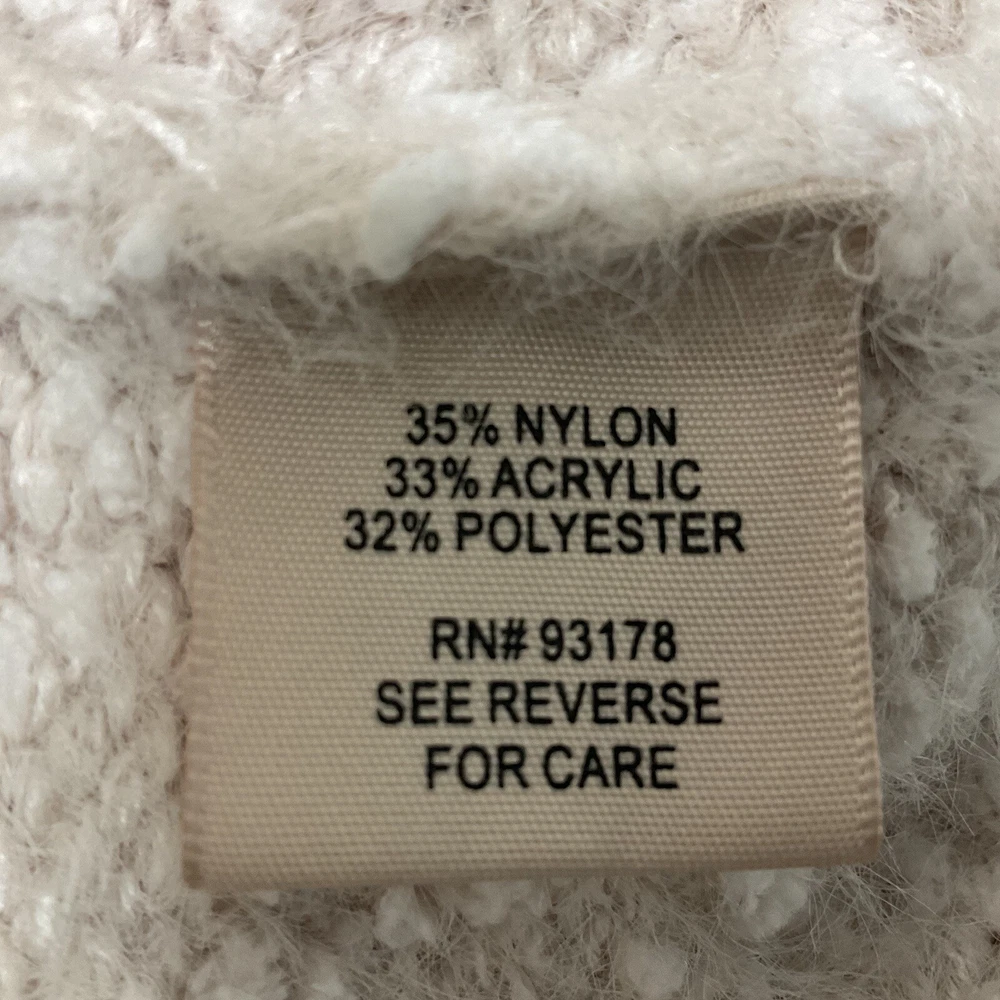 35% NYLON
33% ACRYLIC
32% POLYESTER
RN# 93178
SEE REVERSE
FOR CARE